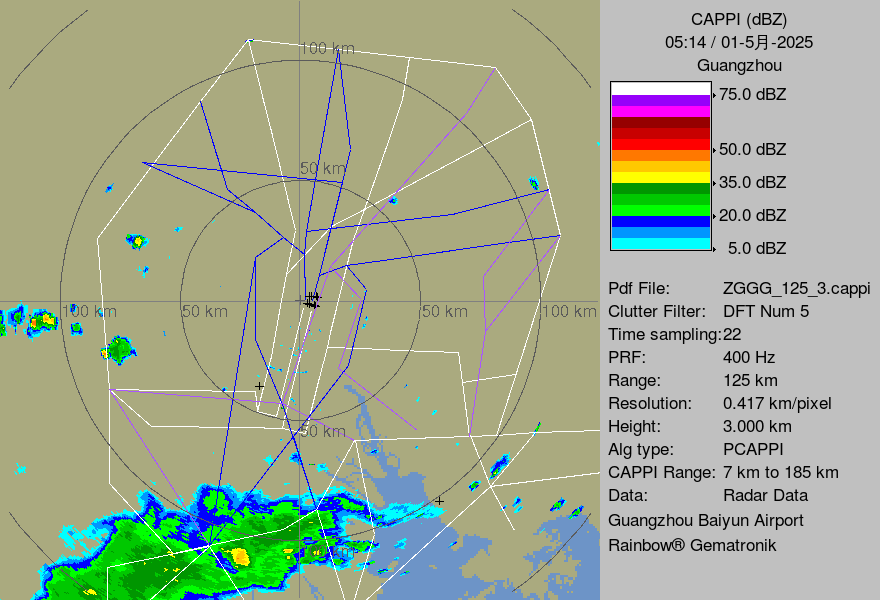 CAPPI (dBZ)
05:14 / 01-5月-2025
Guangzhou
75.0 dBZ
50.0 dBZ
35.0 dBZ
20.0 dBZ
5.0 dBZ
Pdf File: ZGGG_125_3.cappi
Clutter Filter: DFT Num 5
Time sampling:22
PRF: 400 Hz
Range: 125 km
Resolution: 0.417 km/pixel
Height: 3.000 km
Alg type: PCAPPI
CAPPI Range: 7 km to 185 km
Data: Radar Data
Guangzhou Baiyun Airport
Rainbow® Gematronik
100 km
50 km
100 km
50 km
50 km
100 km
50 km
km